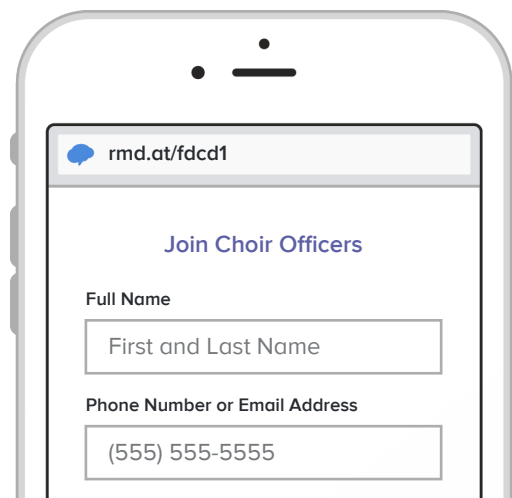 rmd.at/fdcd1
Join Choir Officers
Full Name
First and Last Name
Phone Number or Email Address
(555) 555-5555